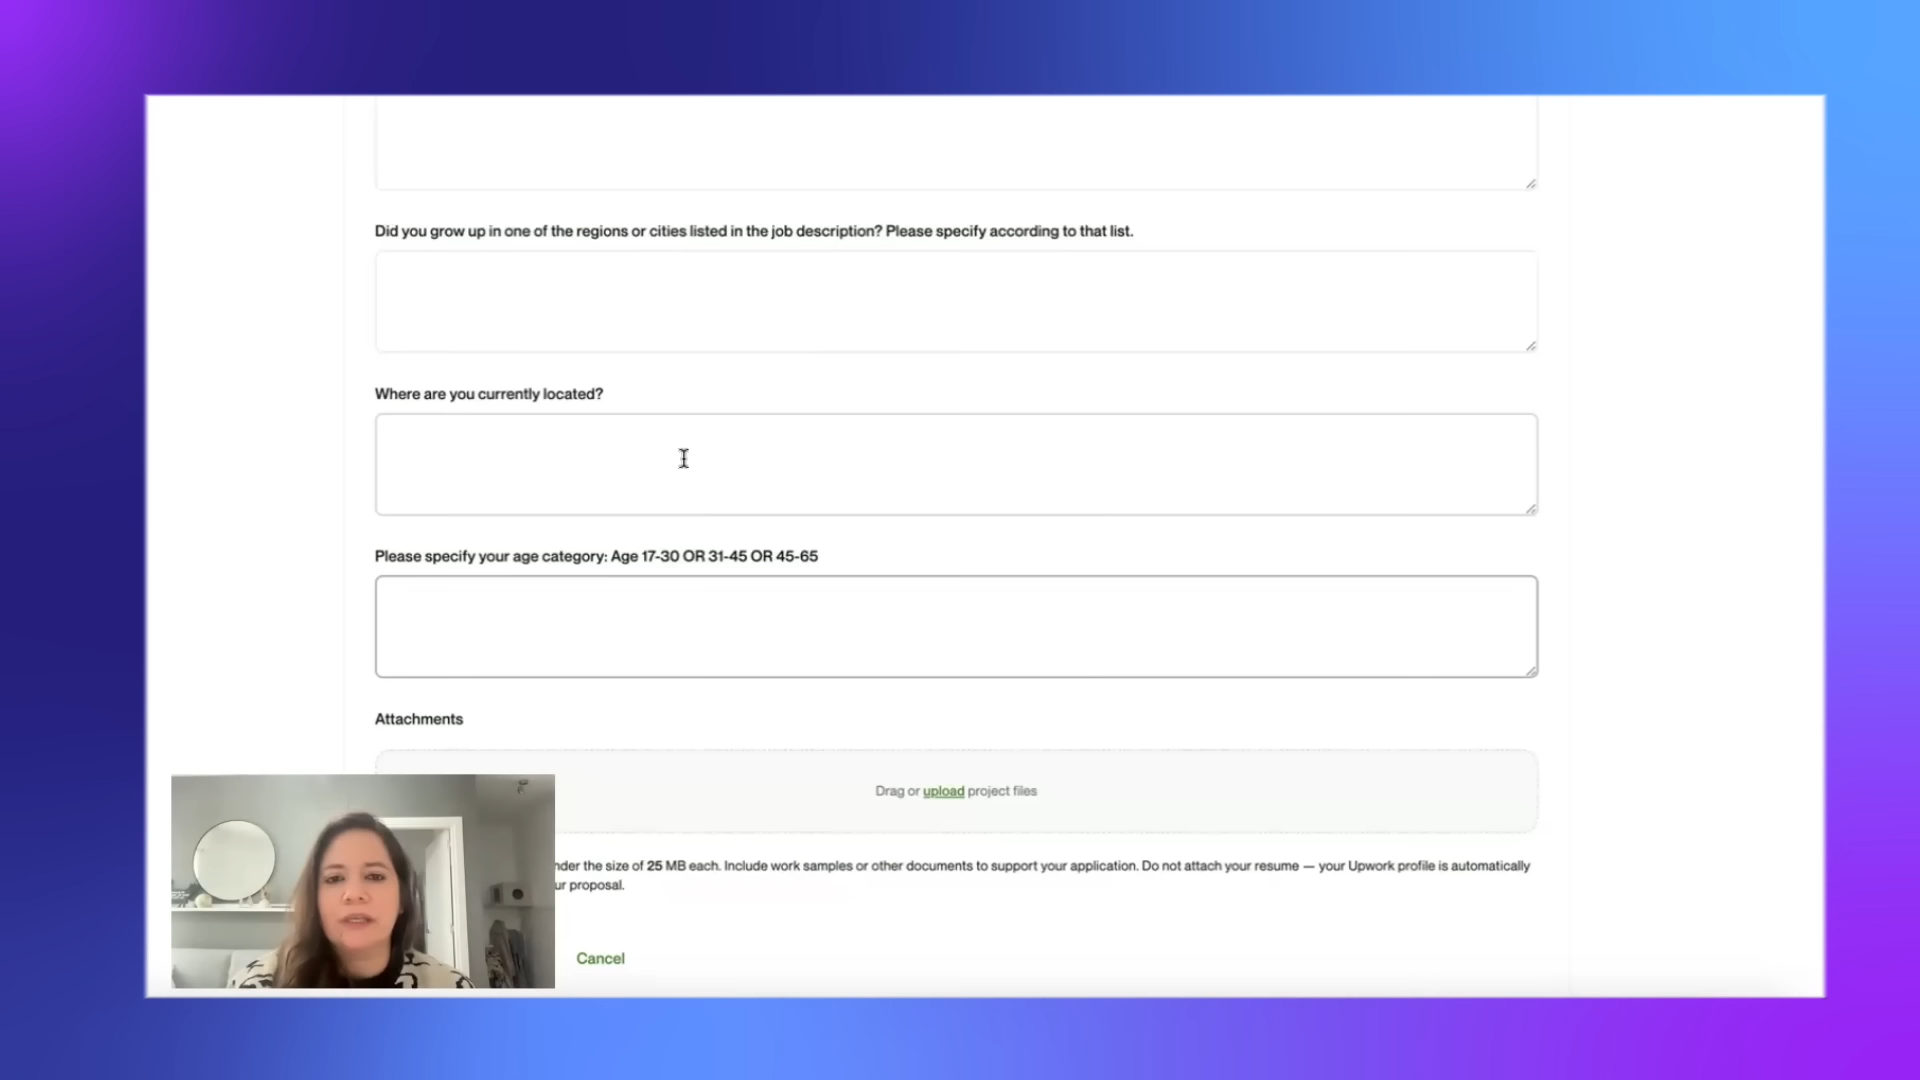 Did you grow up in one of the regions or cities listed in the job description? Please specify according to that list.
Where are you currently located?
Please specify your age category: Age 17-30 OR 31-45 OR 45-65
Attachments
Drag or upload project files
nder the size of 25 MB each. Include work samples or other documents to support your application. Do not attach your resume — your Upwork profile is automatically
ur proposal.
Cancel